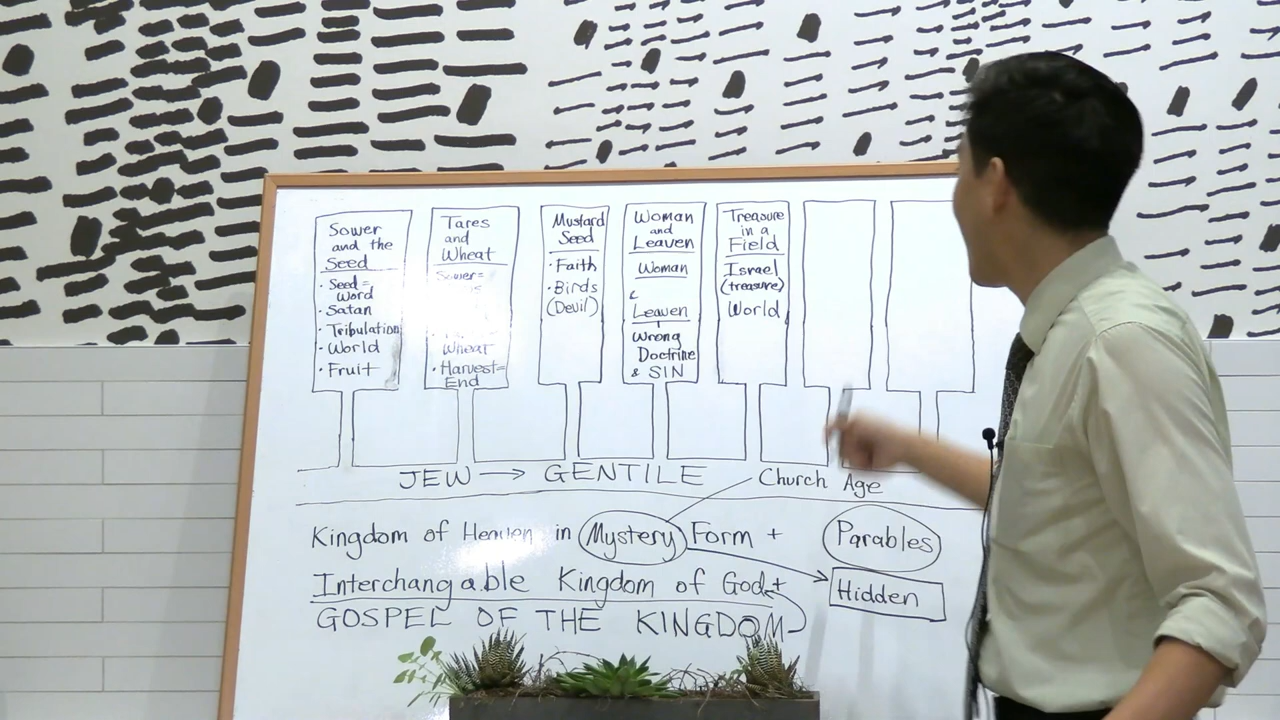 Sower
and the
Seed
· Seed =
Word
· Satan
· Tribulation
· World
· Fruit
Tares
and
Wheat
Sower =
Wheat
· Harvest =
End
Mustard
Seed
· Faith
· Birds
(Devil)
Woman
and
Leaven
Woman
&
Leaven
Wrong
Doctrine
& SIN
Treasure
in a
Field
Israel
(treasure)
World
JEW → GENTILE
Church Age
Kingdom of Heaven in Mystery Form + Parables
Interchangable Kingdom of God +
Hidden
GOSPEL OF THE KINGDOM